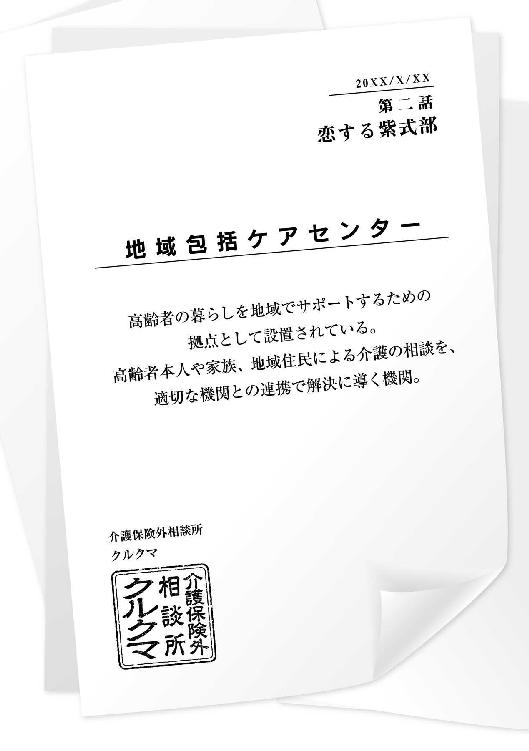 20XX/X/XX
第二話
恋する紫式部
地域包括ケアセンター
高齢者の暮らしを地域でサポートするための
拠点として設置されている。
高齢者本人や家族、地域住民による介護の相談を、
適切な機関との連携で解決に導く機関。
介護保険外相談所
クルクマ
介護保険外
相談所
クルクマ